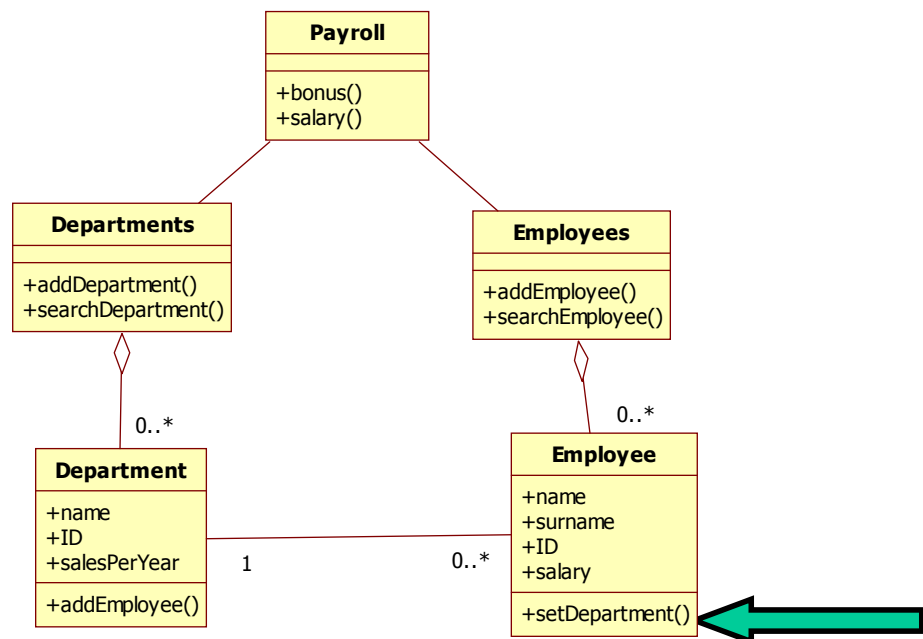 Payroll
+bonus()
+salary()
Departments
+addDepartment()
+searchDepartment()
Employees
+addEmployee()
+searchEmployee()
0..*
0..*
Department
+name
+ID
+salesPerYear
+addEmployee()
1
0..*
Employee
+name
+surname
+ID
+salary
+setDepartment()